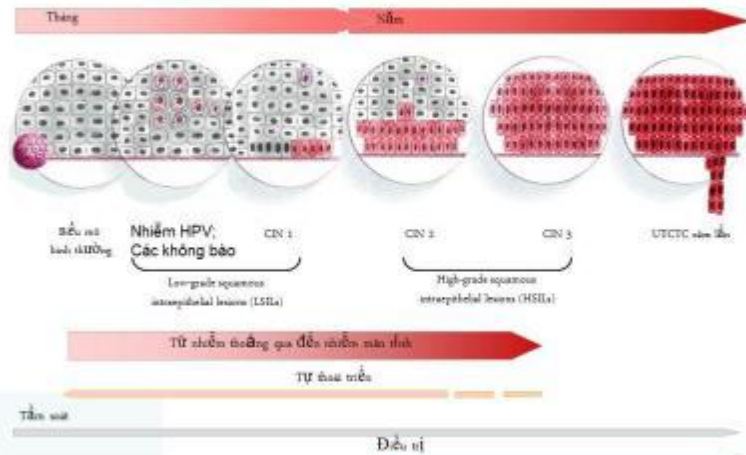 Tháng
Năm
Biểu mô
bình thường
Nhiễm HPV;
Các không bào
CIN 1
CIN 2
CIN 3
UTCTC xâm lấn
Low-grade squamous
intraepithelial lesions (LSILs)
High-grade squamous
intraepithelial lesions (HSILs)
Từ nhiễm thoáng qua đến nhiễm mãn tính
Tự thoái triển
Tầm soát
Điều trị